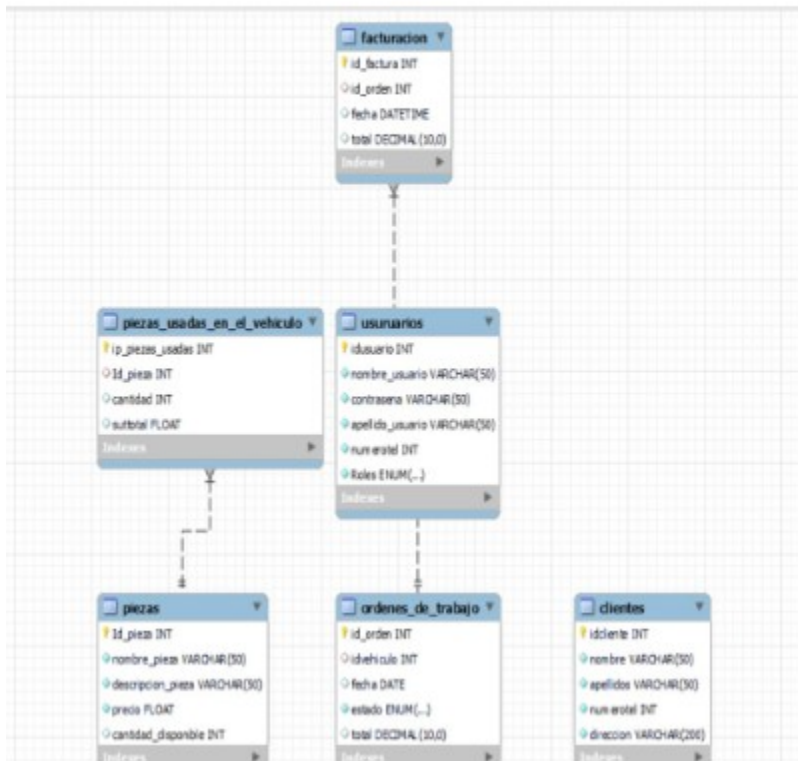 facturacion
id_factura INT
id_orden INT
fecha DATETIME
total DECIMAL(10,0)
Indexes
piezas_usadas_en_el_vehiculo
ip_piezas_usadas INT
Id_pieza INT
cantidad INT
suttotal FLOAT
Indexes
usuruarios
idusuario INT
nombre_usuario VARCHAR(50)
contrasena VARCHAR(50)
apellido_usuario VARCHAR(50)
numerotel INT
Roles ENUM(...)
Indexes
piezas
Id_pieza INT
nombre_pieza VARCHAR(50)
descripcion_pieza VARCHAR(50)
precio FLOAT
cantidad_disponible INT
Indexes
ordenes_de_trabajo
id_orden INT
idvehiculo INT
fecha DATE
estado ENUM(...)
total DECIMAL(10,0)
Indexes
clientes
idcliente INT
nombre VARCHAR(50)
apellidos VARCHAR(50)
numerotel INT
direccion VARCHAR(200)
Indexes